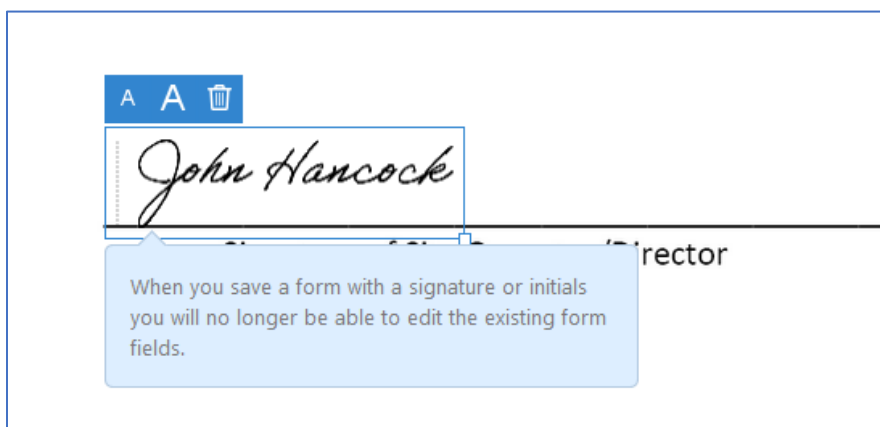 A A
John Hancock
rector
When you save a form with a signature or initials
you will no longer be able to edit the existing form
fields.